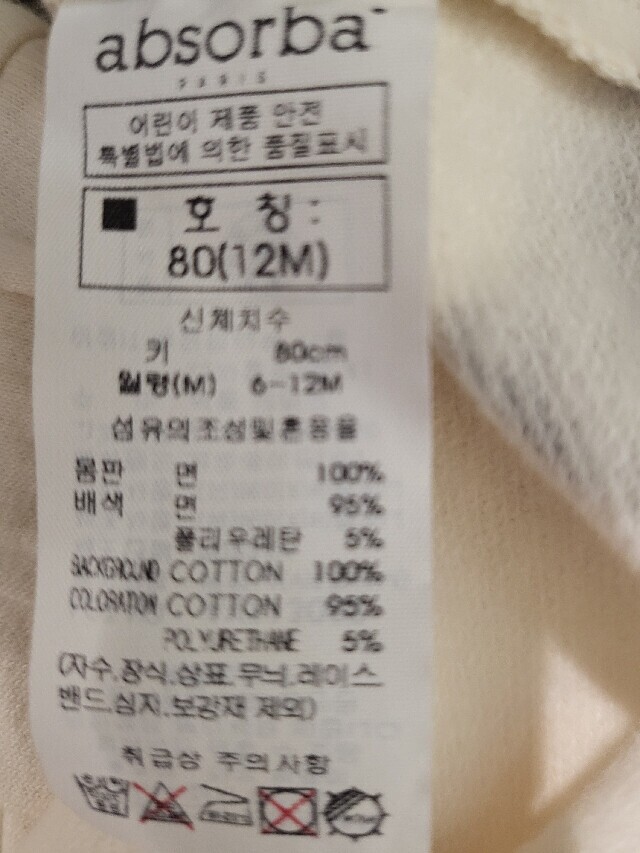 absorba
PARIS
어린이 제품 안전
특별법에 의한 품질표시
■ 호 칭 :
80(12M)
신체치수
키 80cm
월령(M) 6-12M
섬유의조성및혼용율
몸판 면 100%
배색 면 95%
폴리우레탄 5%
BACKGROUND COTTON 100%
COLORATION COTTON 95%
POLYURETHANE 5%
(자수.장식.상표.무늬.레이스
밴드.심지.보강재 제외)
취급상 주의사항